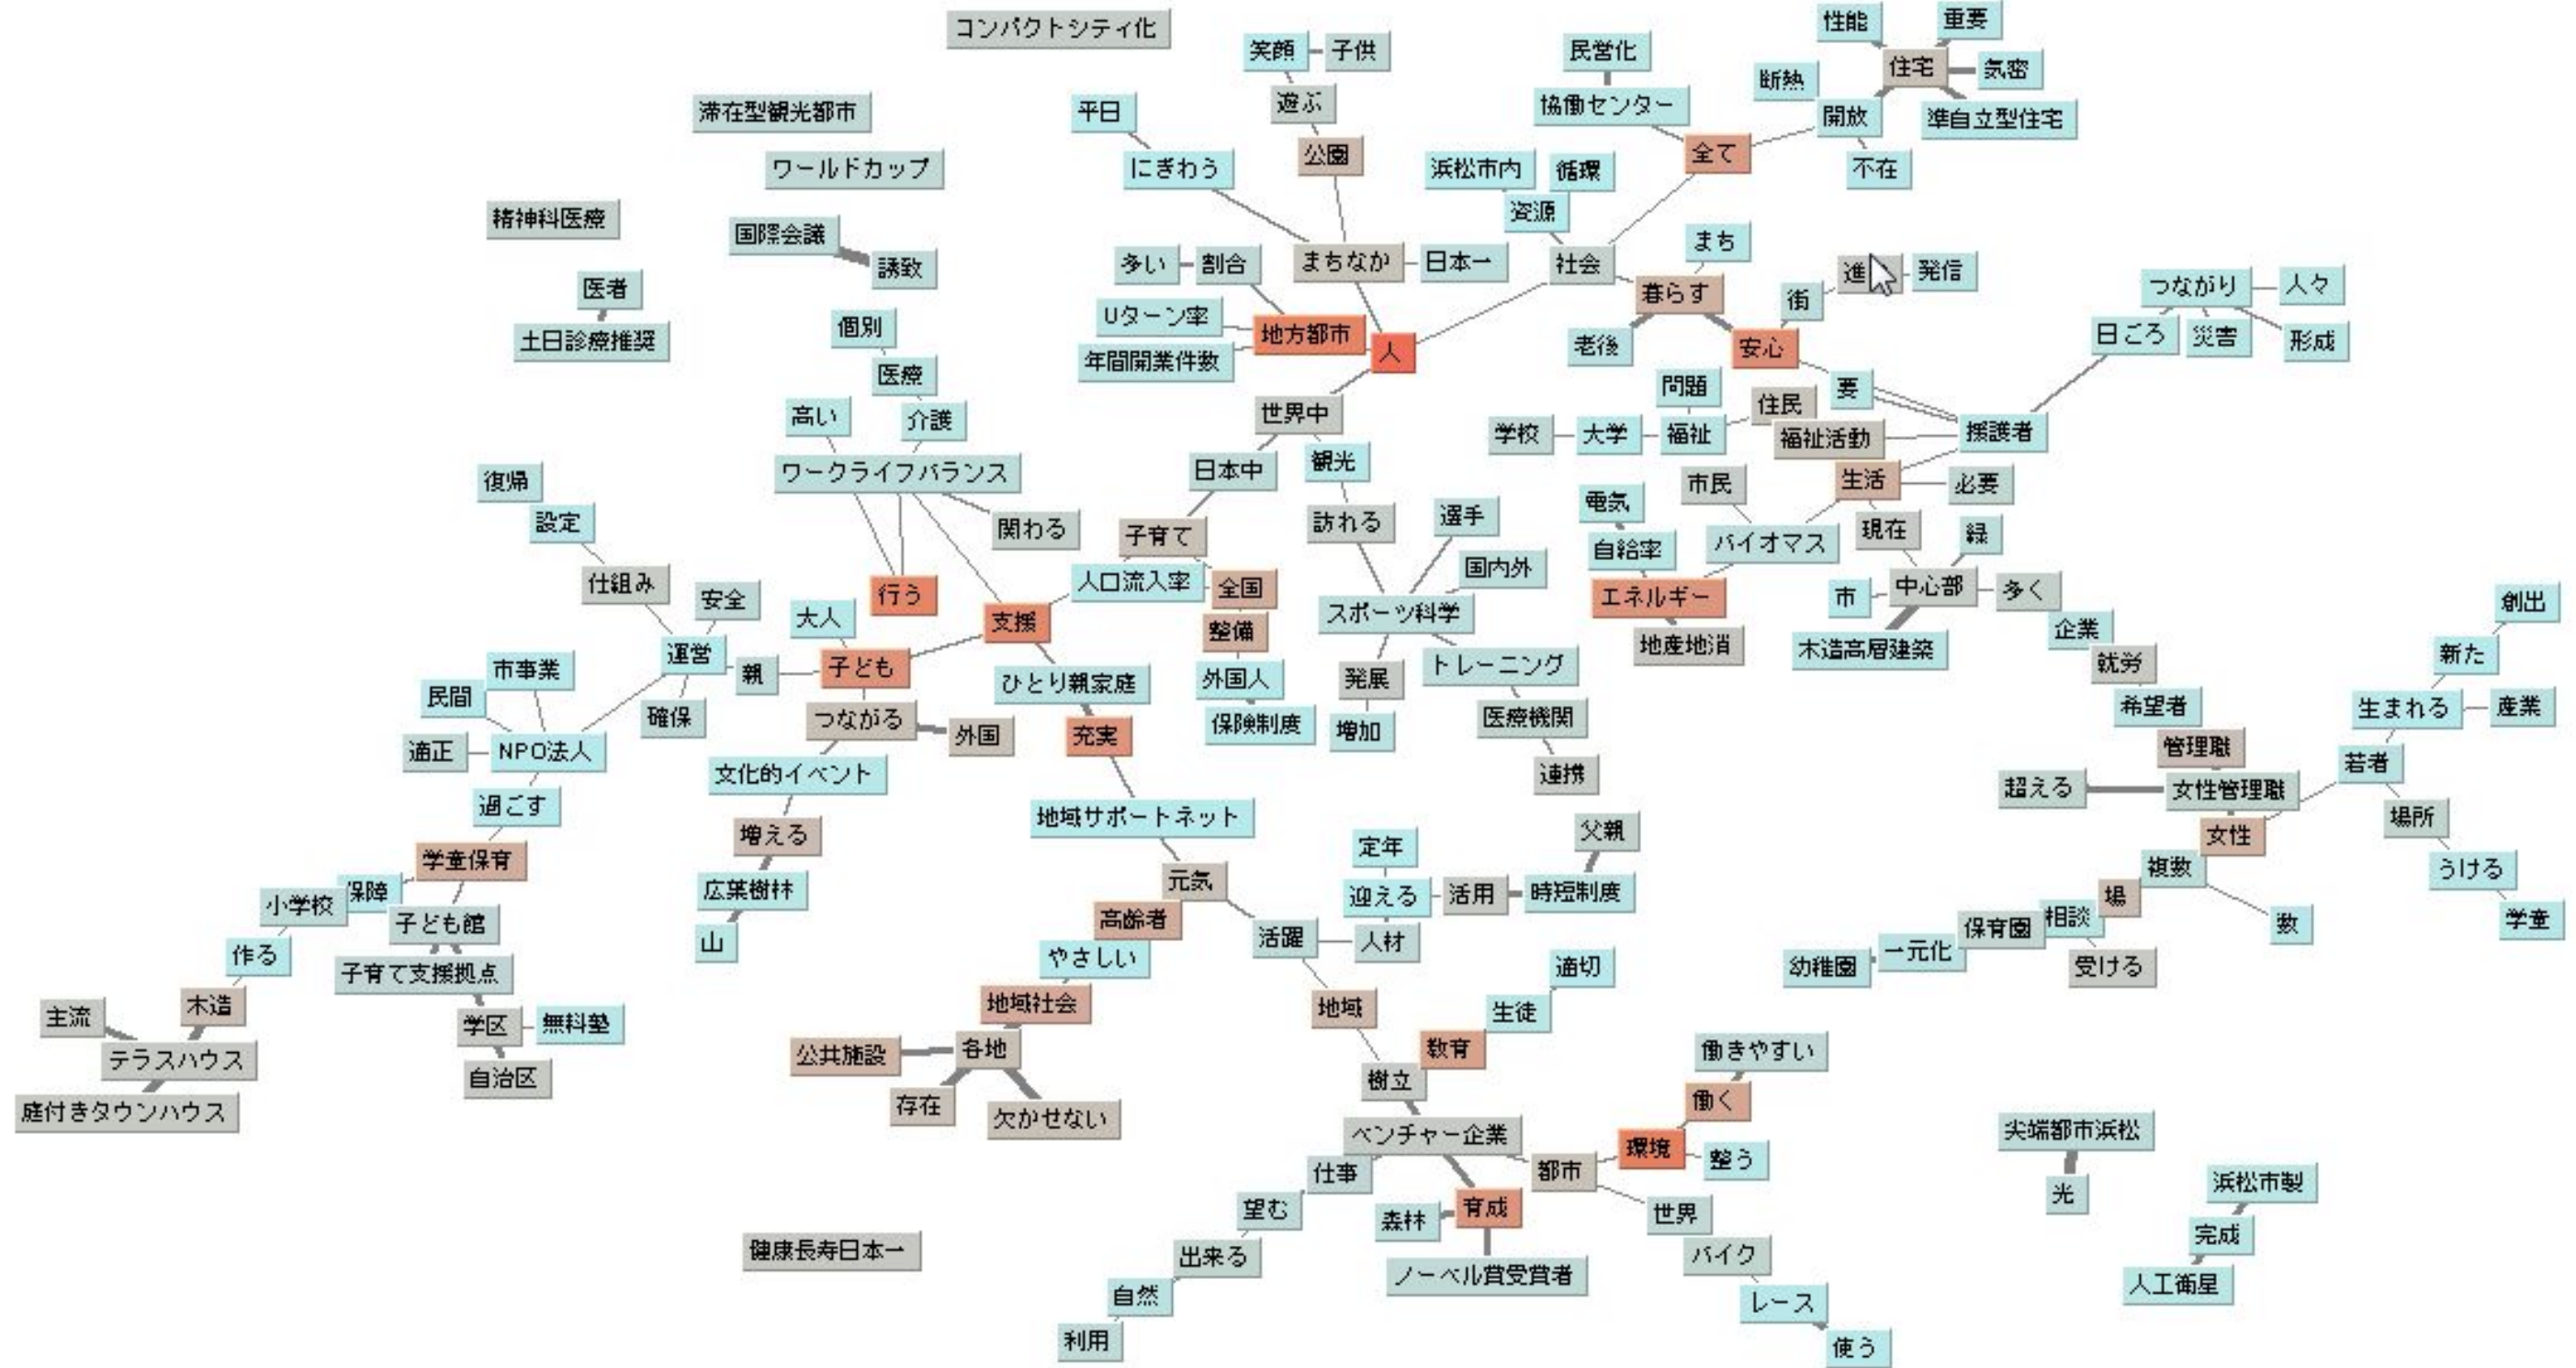 コンパクトシティ化
笑顔
子供
民営化
性能
重要
住宅
気密
断熱
滞在型観光都市
平日
遊ぶ
協働センター
開放
準自立型住宅
公園
全て
ワールドカップ
にぎわう
浜松市内
循環
不在
精神科医療
国際会議
資源
まち
誘致
多い
割合
まちなか
日本一
社会
進
発信
医者
暮らす
街
つながり
人々
土日診療推奨
個別
Uターン率
地方都市
人
老後
安心
日ごろ
災害
形成
年間開業件数
医療
問題
要
高い
介護
世界中
住民
学校
大学
福祉
福祉活動
援護者
ワークライフバランス
日本中
観光
市民
生活
必要
復帰
設定
関わる
子育て
訪れる
選手
電気
自給率
バイオマス
現在
緑
仕組み
安全
行う
人口流入率
全国
国内外
エネルギー
市
中心部
多く
創出
大人
支援
整備
スポーツ科学
地産地消
木造高層建築
企業
新た
運営
親
子ども
市事業
民間
ひとり親家庭
外国人
発展
トレーニング
就労
確保
つながる
外国
充実
保険制度
増加
医療機関
希望者
生まれる
産業
適正
NPO法人
文化的イベント
連携
管理職
若者
過ごす
地域サポートネット
超える
女性管理職
場所
増える
定年
父親
女性
学童保育
広葉樹林
元気
迎える
活用
時短制度
複数
うける
小学校
保障
子ども館
高齢者
場
山
活躍
人材
保育園
相談
数
学童
作る
子育て支援拠点
やさしい
適切
幼稚園
一元化
受ける
主流
木造
学区
無料塾
地域社会
地域
生徒
テラスハウス
自治区
公共施設
各地
教育
働きやすい
庭付きタウンハウス
存在
欠かせない
樹立
働く
ベンチャー企業
環境
整う
尖端都市浜松
仕事
都市
光
浜松市製
望む
森林
育成
世界
完成
健康長寿日本一
出来る
ノーベル賞受賞者
バイク
人工衛星
自然
レース
利用
使う